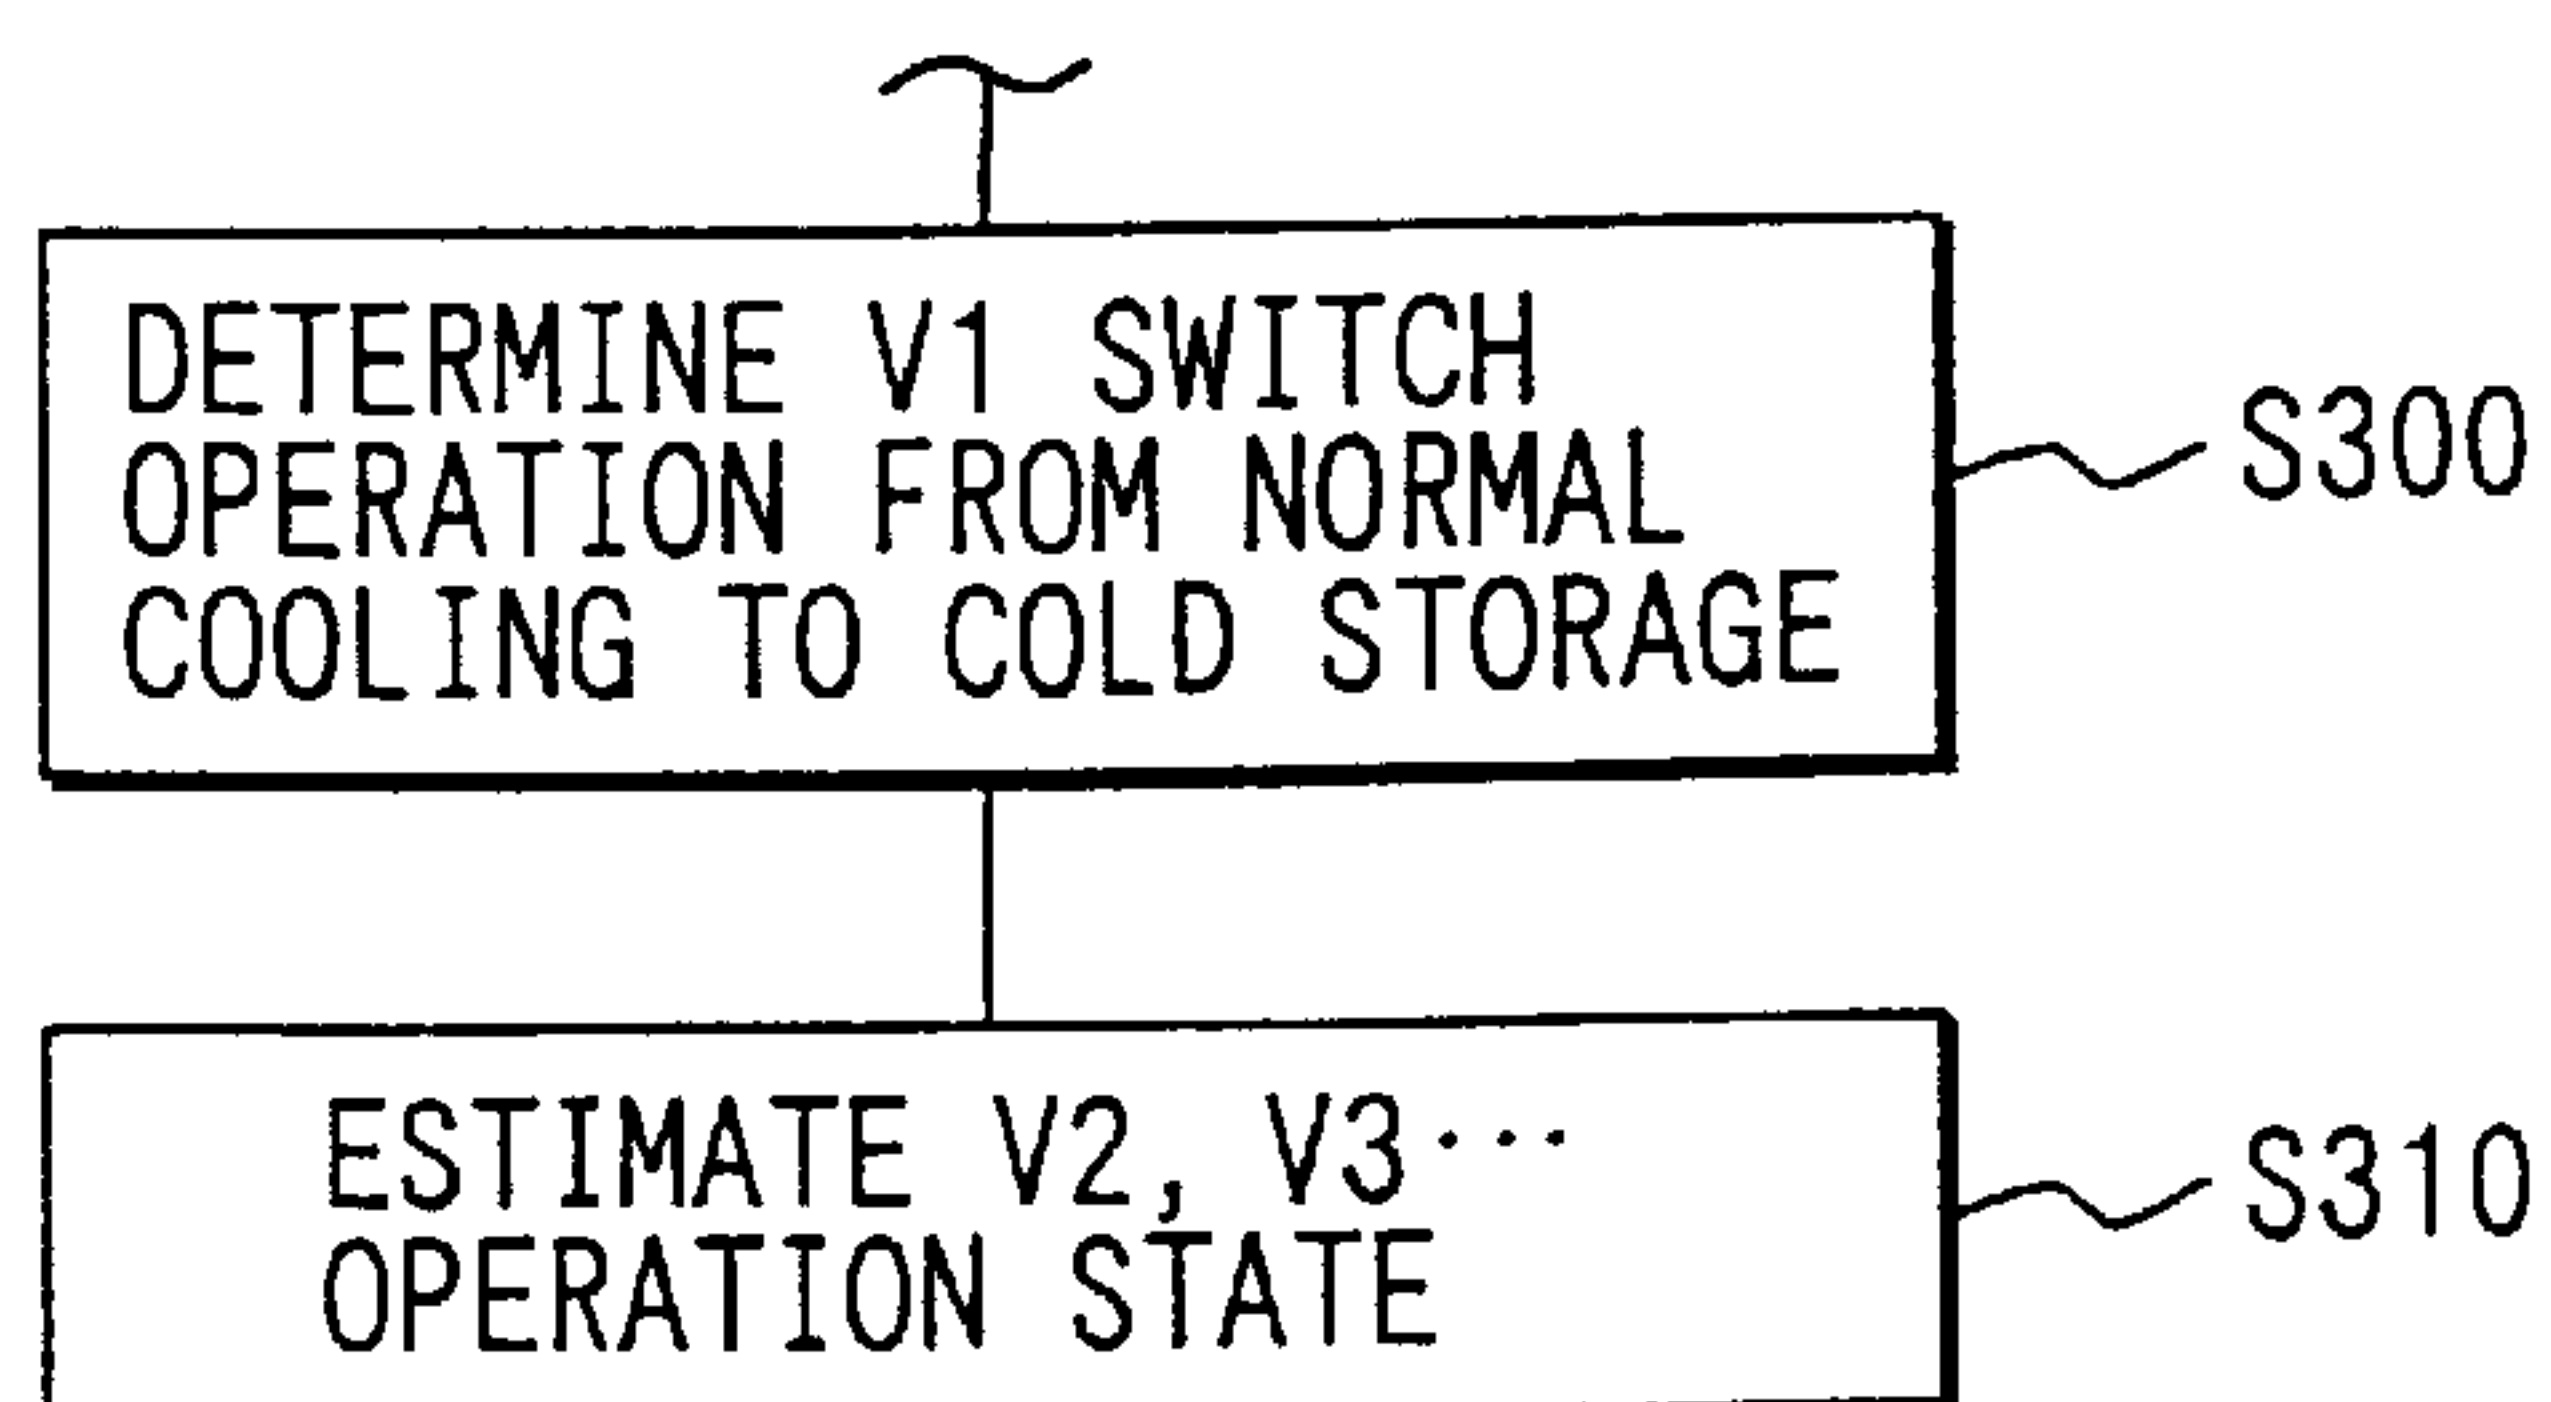 DETERMINE V1 SWITCH
OPERATION FROM NORMAL
COOLING TO COLD STORAGE
S300
ESTIMATE V2, V3···
OPERATION STATE
S310